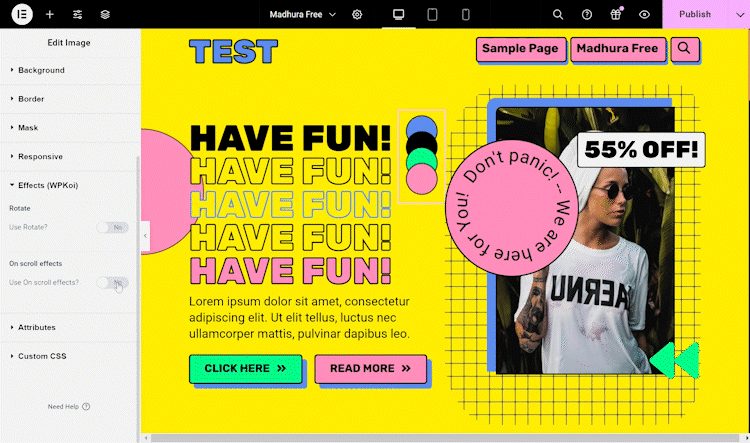 Madhura Free
Publish
Edit Image
Background
Border
Mask
Responsive
Effects (WPKoi)
Rotate
Use Rotate?
No
On scroll effects
Use On scroll effects?
No
Attributes
Custom CSS
Need Help
TEST
Sample Page
Madhura Free
HAVE FUN!
HAVE FUN!
HAVE FUN!
HAVE FUN!
HAVE FUN!
Lorem ipsum dolor sit amet, consectetur
adipiscing elit. Ut elit tellus, luctus nec
ullamcorper mattis, pulvinar dapibus leo.
CLICK HERE »
READ MORE »
55% OFF!
Don't panic! -- We are here for You!